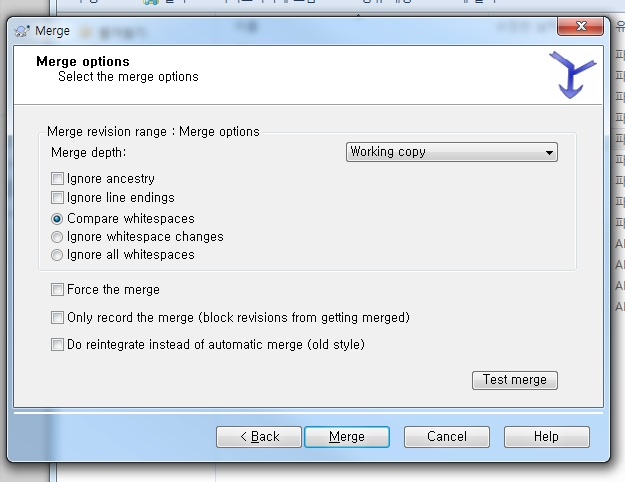 Merge
Merge options
Select the merge options
Merge revision range : Merge options
Merge depth:
Working copy
Ignore ancestry
Ignore line endings
Compare whitespaces
Ignore whitespace changes
Ignore all whitespaces
Force the merge
Only record the merge (block revisions from getting merged)
Do reintegrate instead of automatic merge (old style)
Test merge
< Back
Merge
Cancel
Help